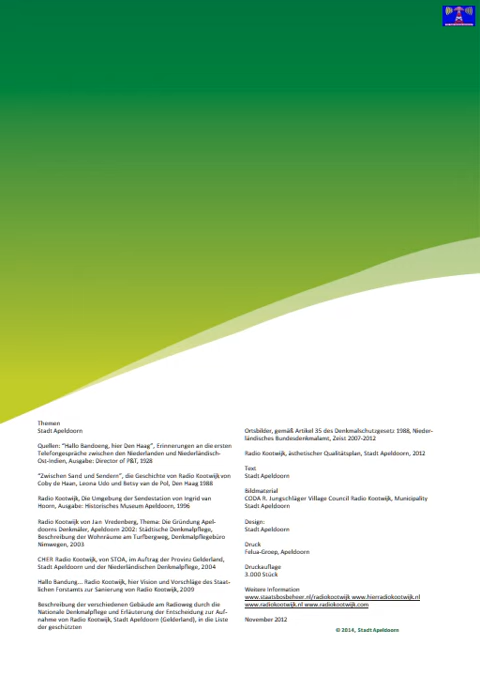 Themen
Stadt Apeldoorn
Quellen: "Hallo Bandoeng, hier Den Haag", Erinnerungen an die ersten
Telefongespräche zwischen den Niederlanden und Niederländisch-
Ost-Indien, Ausgabe: Director of P&T, 1928
"Zwischen Sand und Sendern", die Geschichte von Radio Kootwijk von
Coby de Haan, Leona Udo und Betsy van de Pol, Den Haag 1988
Radio Kootwijk, Die Umgebung der Sendestation von Ingrid van
Hoorn, Ausgabe: Historisches Museum Apeldoorn, 1996
Radio Kootwijk von Jan Vredenberg, Thema: Die Gründung Apel-
doorns Denkmäler, Apeldoorn 2002: Städtische Denkmalpflege,
Beschreibung der Wohnräume am Turfbergweg, Denkmalpflegebüro
Nimwegen, 2003
CHER Radio Kootwijk, von STOA, im Auftrag der Provinz Gelderland,
Stadt Apeldoorn und der Niederländischen Denkmalpflege, 2004
Hallo Bandung... Radio Kootwijk, hier Vision und Vorschläge des Staat-
lichen Forstamts zur Sanierung von Radio Kootwijk, 2009
Beschreibung der verschiedenen Gebäude am Radioweg durch die
Nationale Denkmalpflege und Erläuterung der Entscheidung zur Auf-
nahme von Radio Kootwijk, Stadt Apeldoorn (Gelderland), in die Liste
der geschützten
Ortsbilder, gemäß Artikel 35 des Denkmalschutzgesetz 1988, Nieder-
ländisches Bundesdenkmalamt, Zeist 2007-2012
Radio Kootwijk, ästhetischer Qualitätsplan, Stadt Apeldoorn, 2012
Text
Stadt Apeldoorn
Bildmaterial
CODA R. Jungschläger Village Council Radio Kootwijk, Municipality
Stadt Apeldoorn
Design:
Stadt Apeldoorn
Druck
Felua-Groep, Apeldoorn
Druckauflage
3.000 Stück
Weitere Information
www.staatsbosbeheer.nl/radiokootwijk www.hierradiokootwijk.nl
www.radiokootwijk.nl www.radiokootwijk.com
November 2012
© 2014, Stadt Apeldoorn